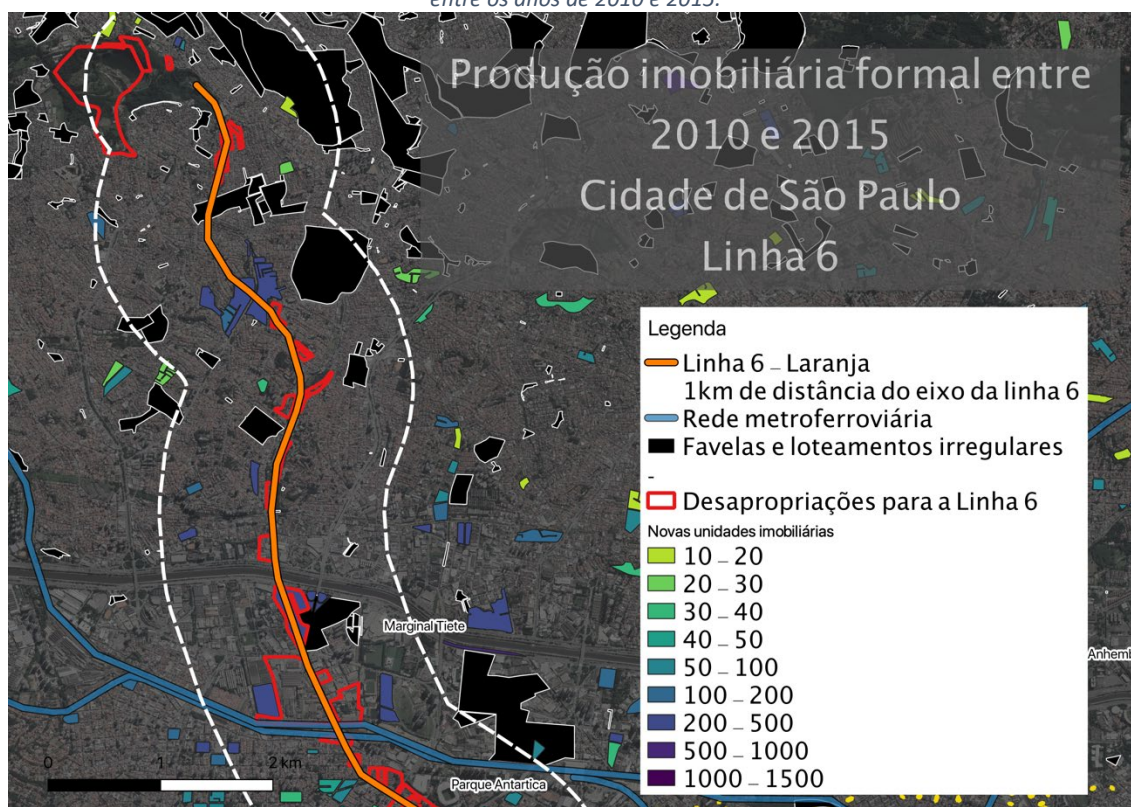 entre os anos de 2010 e 2015.
Produção imobiliária formal entre
2010 e 2015
Cidade de São Paulo
Linha 6
Legenda
Linha 6 – Laranja
1km de distância do eixo da linha 6
Rede metroferroviária
Favelas e loteamentos irregulares
-
Desapropriações para a Linha 6
Novas unidades imobiliárias
10 – 20
20 – 30
30 – 40
40 – 50
50 – 100
100 – 200
200 – 500
500 – 1000
1000 – 1500
Marginal Tiete
Anhemb
0 1 2 km
Parque Antartica